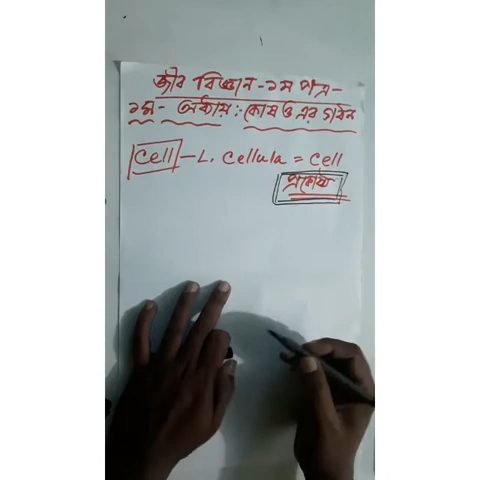 জীব বিজ্ঞান-১ম পত্র-
১ম- অধ্যায়:-কোষ ও এর গঠন
Cell - L. Cellula = Cell
প্রকোষ্ঠ